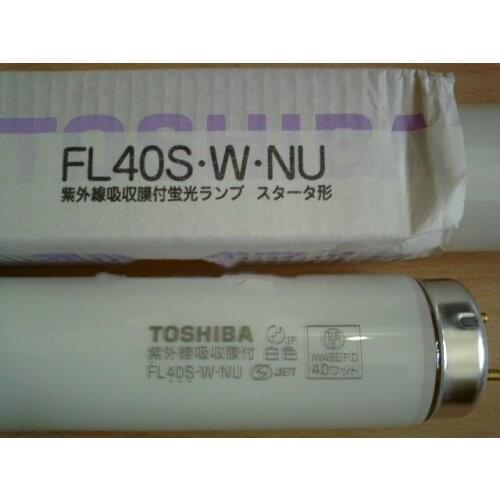 TOSHIBA
FL40S·W·NU
紫外線吸収膜付蛍光ランプ スタータ形
TOSHIBA JP
紫外線吸収膜付 白色 IWASE P.D
FL40S·W·NU S JET 40ワット